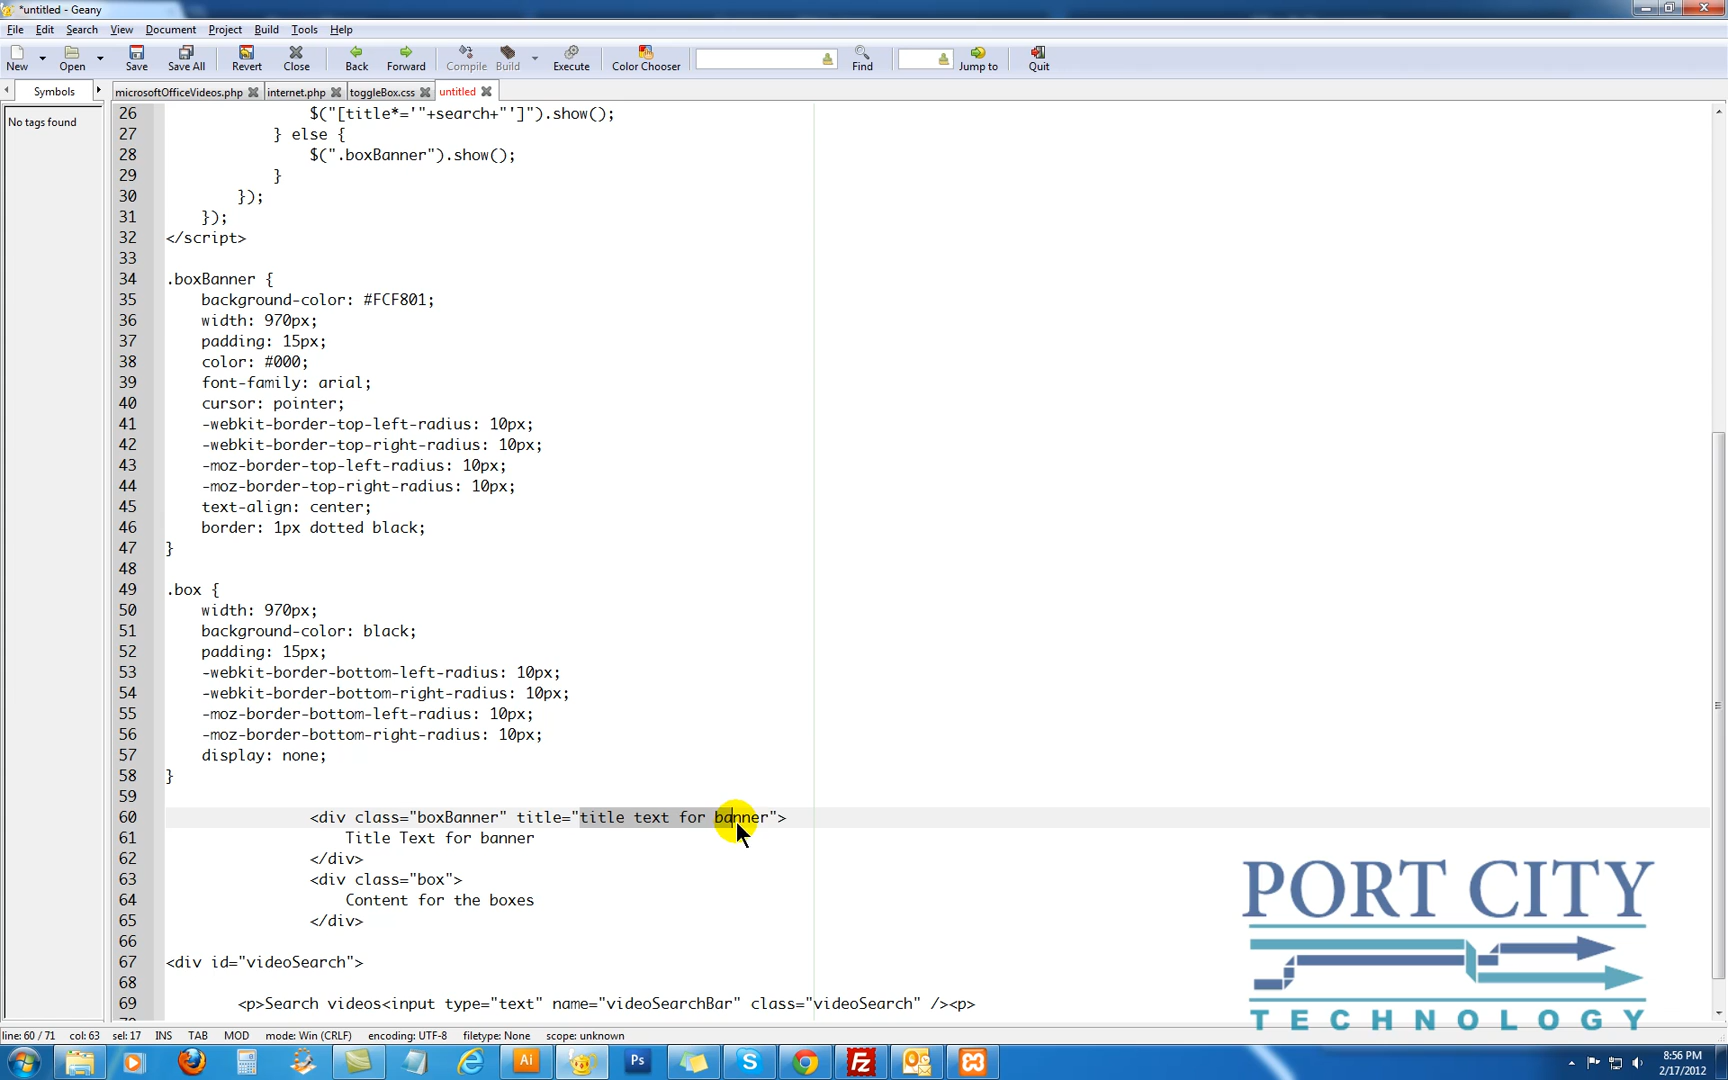 *untitled - Geany
File Edit Search View Document Project Build Tools Help
New Open Save Save All Revert Close Back Forward Compile Build Execute Color Chooser Find Jump to Quit
Symbols microsoftOfficeVideos.php internet.php toggleBox.css untitled
No tags found
26 $("[title*='"+search+"']").show();
27 } else {
28 $(".boxBanner").show();
29 }
30 });
31 });
32 </script>
33
34 .boxBanner {
35 background-color: #FCF801;
36 width: 970px;
37 padding: 15px;
38 color: #000;
39 font-family: arial;
40 cursor: pointer;
41 -webkit-border-top-left-radius: 10px;
42 -webkit-border-top-right-radius: 10px;
43 -moz-border-top-left-radius: 10px;
44 -moz-border-top-right-radius: 10px;
45 text-align: center;
46 border: 1px dotted black;
47 }
48
49 .box {
50 width: 970px;
51 background-color: black;
52 padding: 15px;
53 -webkit-border-bottom-left-radius: 10px;
54 -webkit-border-bottom-right-radius: 10px;
55 -moz-border-bottom-left-radius: 10px;
56 -moz-border-bottom-right-radius: 10px;
57 display: none;
58 }
59
60 <div class="boxBanner" title="title text for banner">
61 Title Text for banner
62 </div>
63 <div class="box">
64 Content for the boxes
65 </div>
66
67 <div id="videoSearch">
68
69 <p>Search videos<input type="text" name="videoSearchBar" class="videoSearch" /><p>
PORT CITY
TECHNOLOGY
line: 60 / 71 col: 63 sel: 17 INS TAB MOD mode: Win (CRLF) encoding: UTF-8 filetype: None scope: unknown
Ai Ps
8:56 PM
2/17/2012